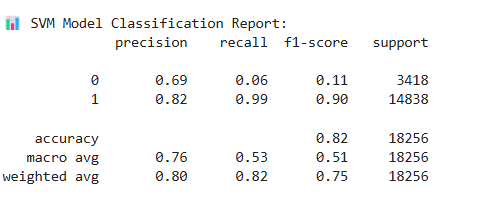 📊 SVM Model Classification Report:
precision recall f1-score support
0 0.69 0.06 0.11 3418
1 0.82 0.99 0.90 14838
accuracy 0.82 18256
macro avg 0.76 0.53 0.51 18256
weighted avg 0.80 0.82 0.75 18256